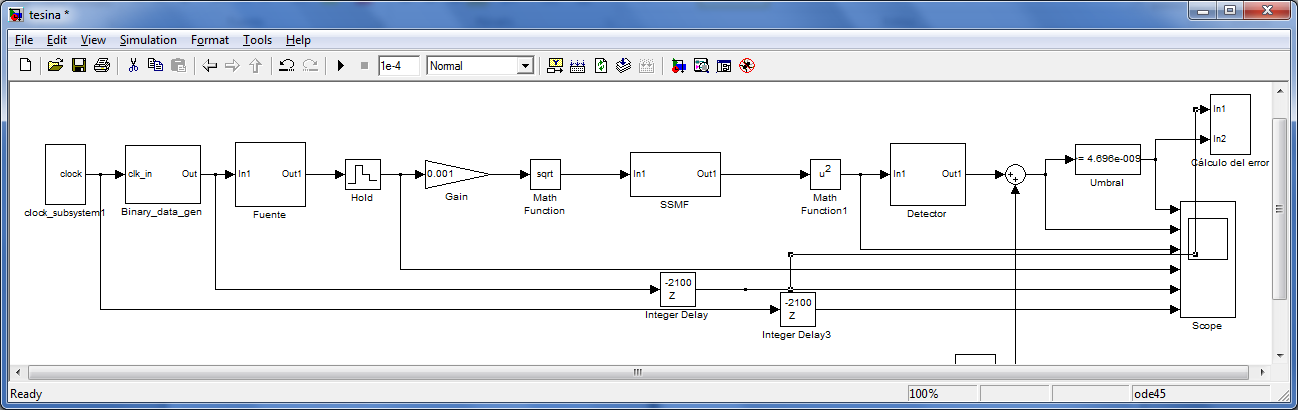 tesina *
File Edit View Simulation Format Tools Help
1e-4 Normal
clock
clock_subsystem1
clk_in Out
Binary_data_gen
In1 Out1
Fuente
Hold
0.001
Gain
sqrt
Math
Function
In1 Out1
SSMF
u2
Math
Function1
In1 Out1
Detector
= 4.696e-009
Umbral
In1
In2
Cálculo del error
-2100
Z
Integer Delay
-2100
Z
Integer Delay3
Scope
Ready 100% ode45